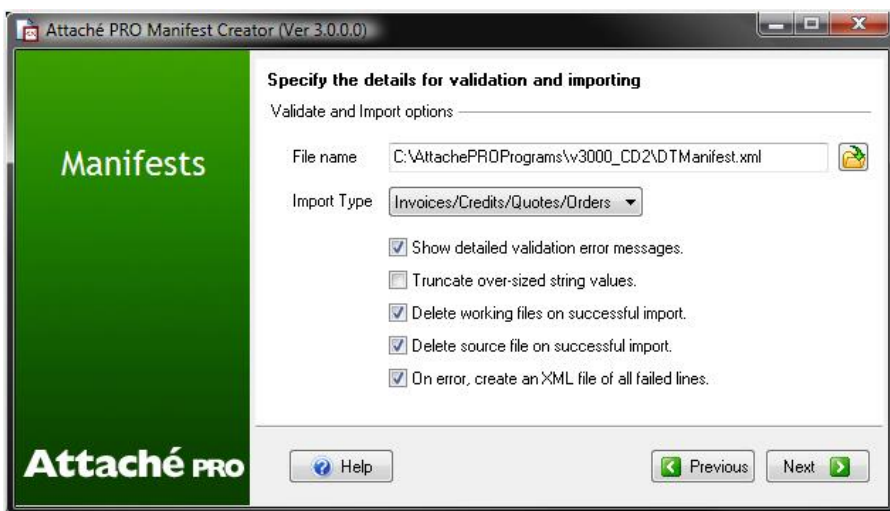 Attaché PRO Manifest Creator (Ver 3.0.0.0)
Manifests
Specify the details for validation and importing
Validate and Import options
File name C:\AttachePROPrograms\v3000_CD2\DTManifest.xml
Import Type Invoices/Credits/Quotes/Orders
Show detailed validation error messages.
Truncate over-sized string values.
Delete working files on successful import.
Delete source file on successful import.
On error, create an XML file of all failed lines.
Attaché PRO
Help Previous Next